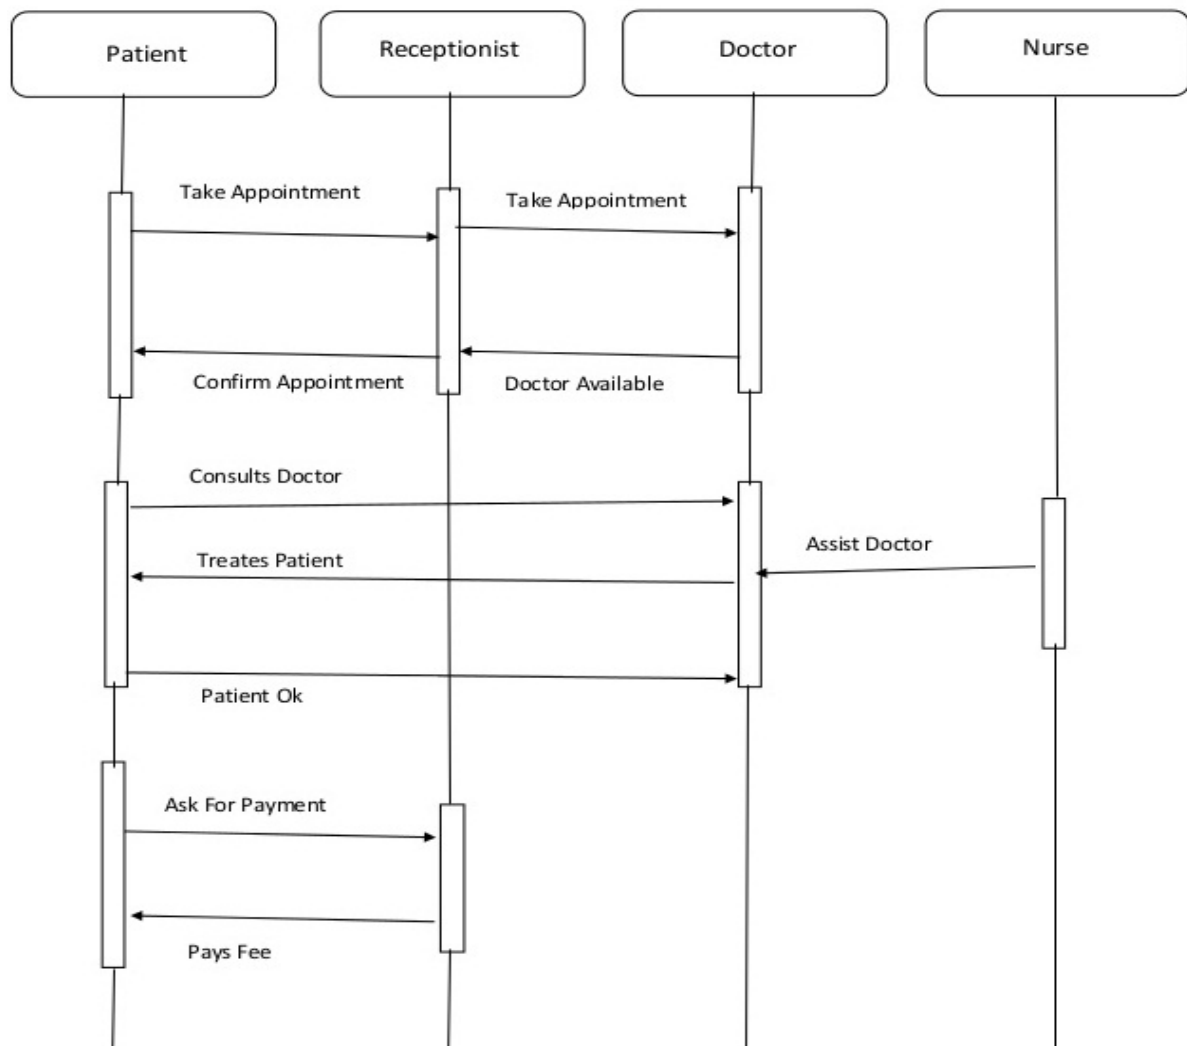 Patient
Receptionist
Doctor
Nurse
Take Appointment
Take Appointment
Confirm Appointment
Doctor Available
Consults Doctor
Assist Doctor
Treates Patient
Patient Ok
Ask For Payment
Pays Fee